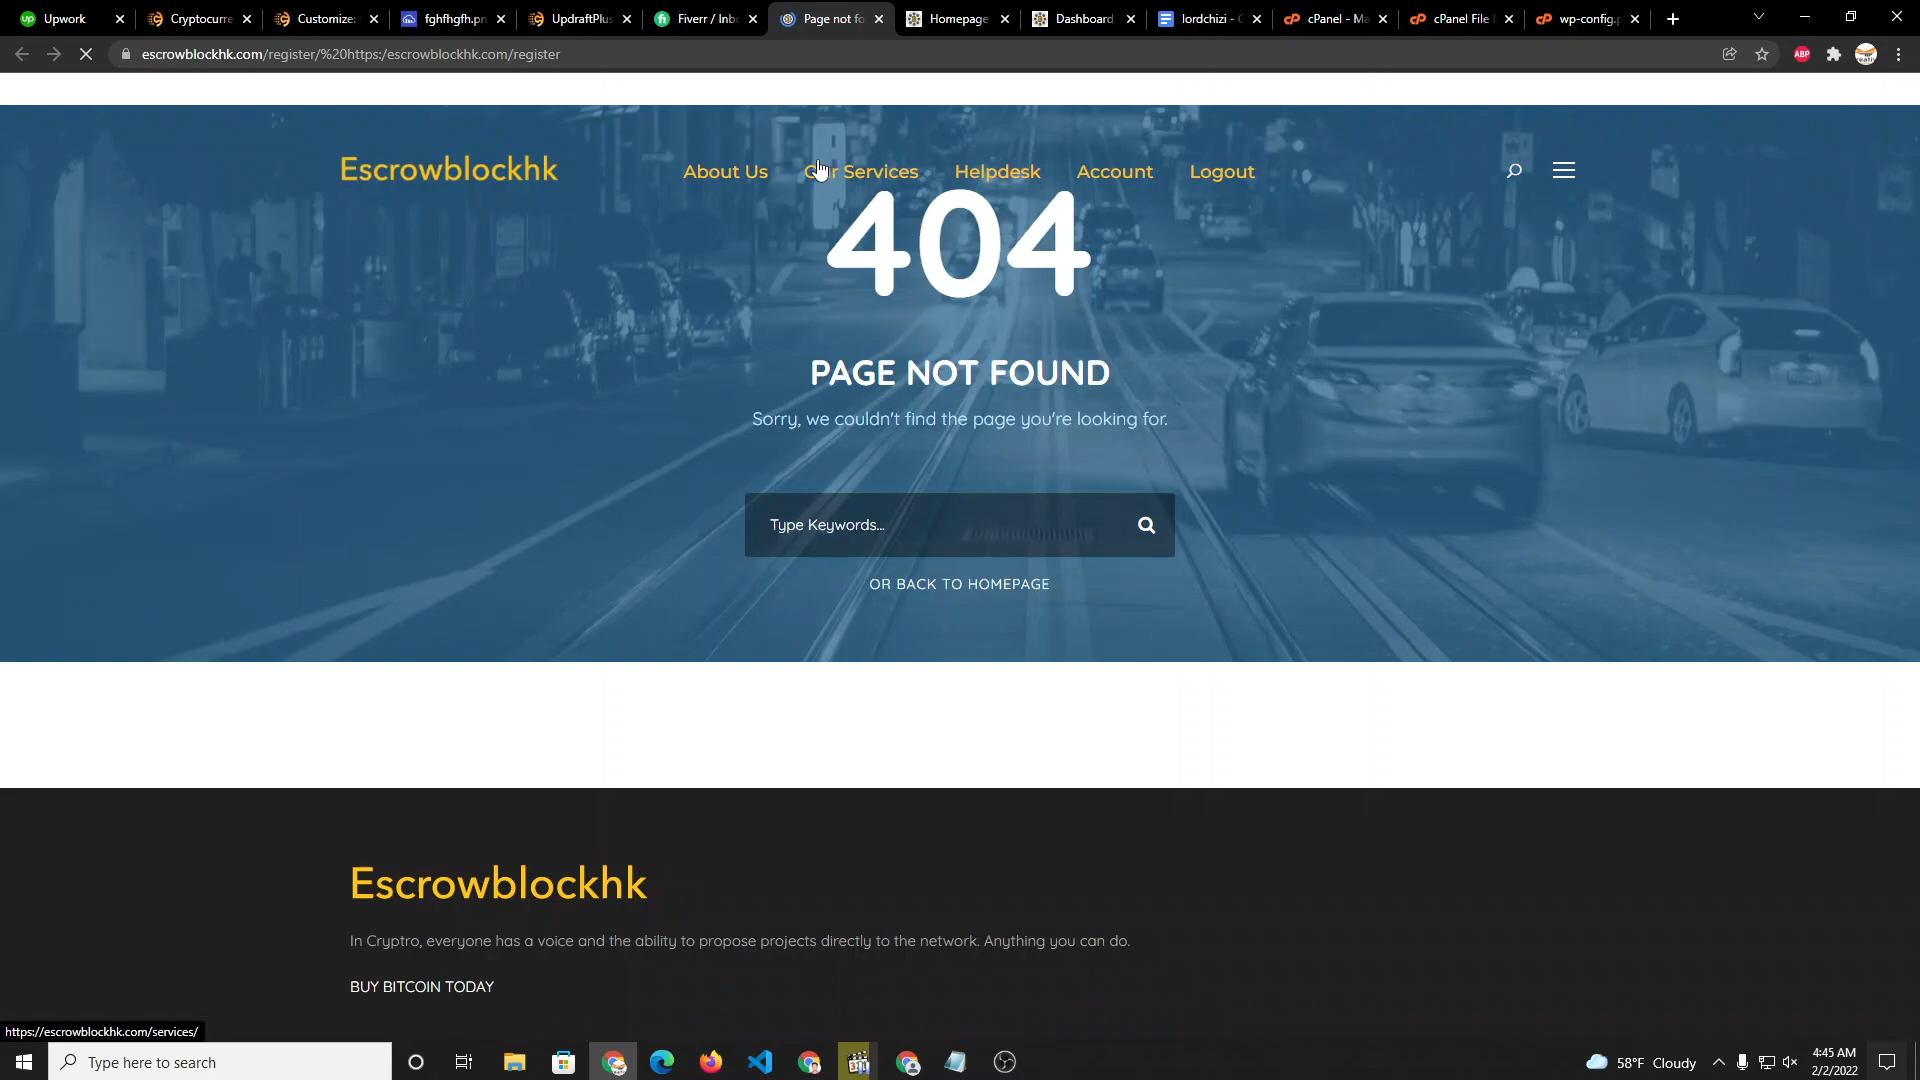 Upwork
Cryptocurre
Customize:
fghfhgfh.pn
UpdraftPlus
Fiverr / Inbo
Page not fo
Homepage
Dashboard
lordchizi - G
cPanel - Ma
cPanel File
wp-config.p
escrowblockhk.com/register/%20https:/escrowblockhk.com/register
ABP
Escrowblockhk
About Us
Our Services
Helpdesk
Account
Logout
404
PAGE NOT FOUND
Sorry, we couldn't find the page you're looking for.
Type Keywords...
OR BACK TO HOMEPAGE
Escrowblockhk
In Cryptro, everyone has a voice and the ability to propose projects directly to the network. Anything you can do.
BUY BITCOIN TODAY
https://escrowblockhk.com/services/
Type here to search
58°F Cloudy
4:45 AM
2/2/2022